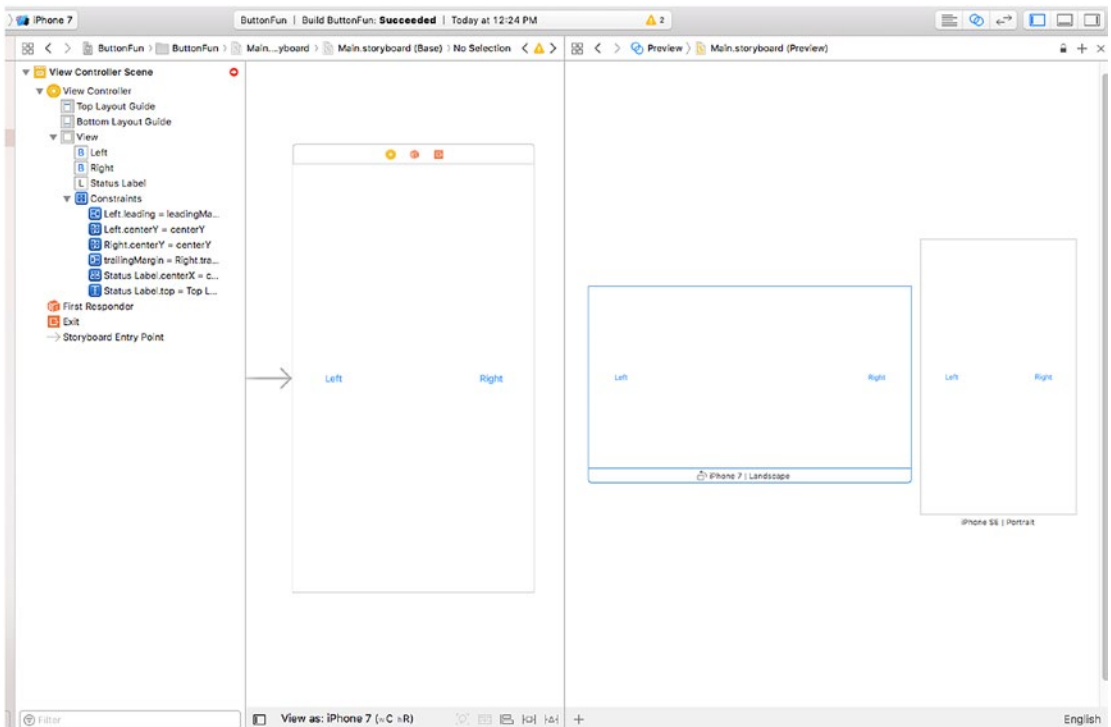 iPhone 7
ButtonFun | Build ButtonFun: Succeeded | Today at 12:24 PM
2
ButtonFun
ButtonFun
Main...yboard
Main.storyboard (Base)
No Selection
Preview
Main.storyboard (Preview)
View Controller Scene
View Controller
Top Layout Guide
Bottom Layout Guide
View
B Left
B Right
L Status Label
Constraints
Left.leading = leadingMa...
Left.centerY = centerY
Right.centerY = centerY
trailingMargin = Right.tra...
Status Label.centerX = c...
Status Label.top = Top L...
First Responder
Exit
Storyboard Entry Point
Left
Right
Left
Right
iPhone 7 | Landscape
Left
Right
iPhone SE | Portrait
Filter
View as: iPhone 7 (wC hR)
English